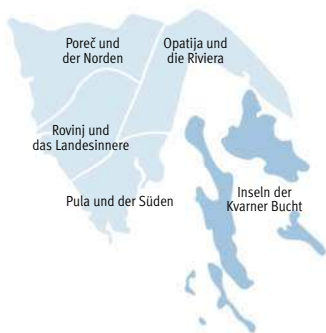 Poreč und
der Norden
Opatija und
die Riviera
Rovinj und
das Landesinnere
Pula und der Süden
Inseln der
Kvarner Bucht